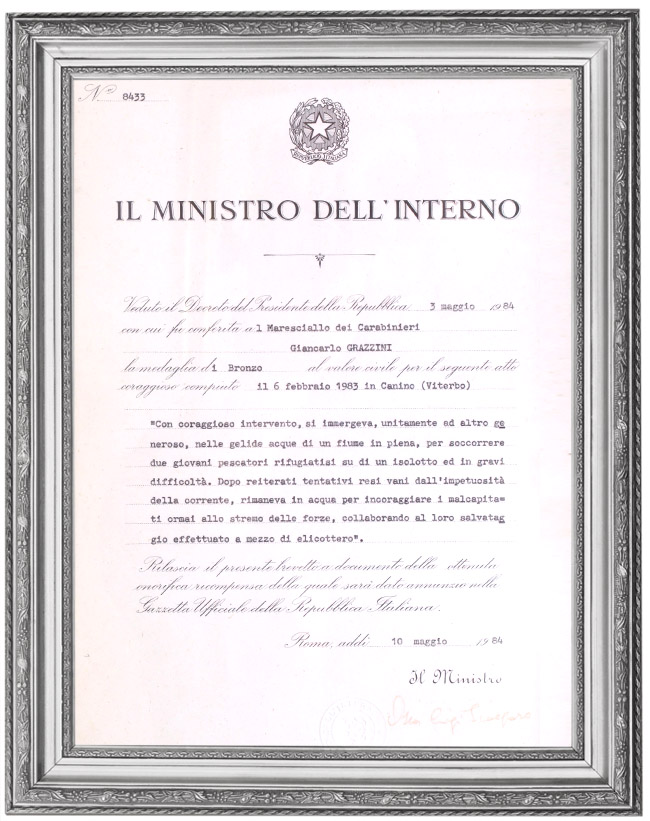 N° 8433
REPUBBLICA ITALIANA
IL MINISTRO DELL'INTERNO
Veduto il Decreto del Presidente della Repubblica 3 maggio 1984
con cui fu conferita al Maresciallo dei Carabinieri
Giancarlo GRAZZINI
la medaglia di Bronzo al valore civile per il seguente atto
coraggioso compiuto il 6 febbraio 1983 in Canino (Viterbo)
"Con coraggioso intervento, si immergeva, unitamente ad altro ge
neroso, nelle gelide acque di un fiume in piena, per soccorrere
due giovani pescatori rifugiatisi su di un isolotto ed in gravi
difficoltà. Dopo reiterati tentativi resi vani dall'impetuosità
della corrente, rimaneva in acqua per incoraggiare i malcapita=
ti ormai allo stremo delle forze, collaborando al loro salvatag
gio effettuato a mezzo di elicottero".
Rilascia il presente brevetto a documento della ottenuta
onorifica ricompensa della quale sarà dato annunzio nella
Gazzetta Ufficiale della Repubblica Italiana.
Roma, addì 10 maggio 1984
Il Ministro